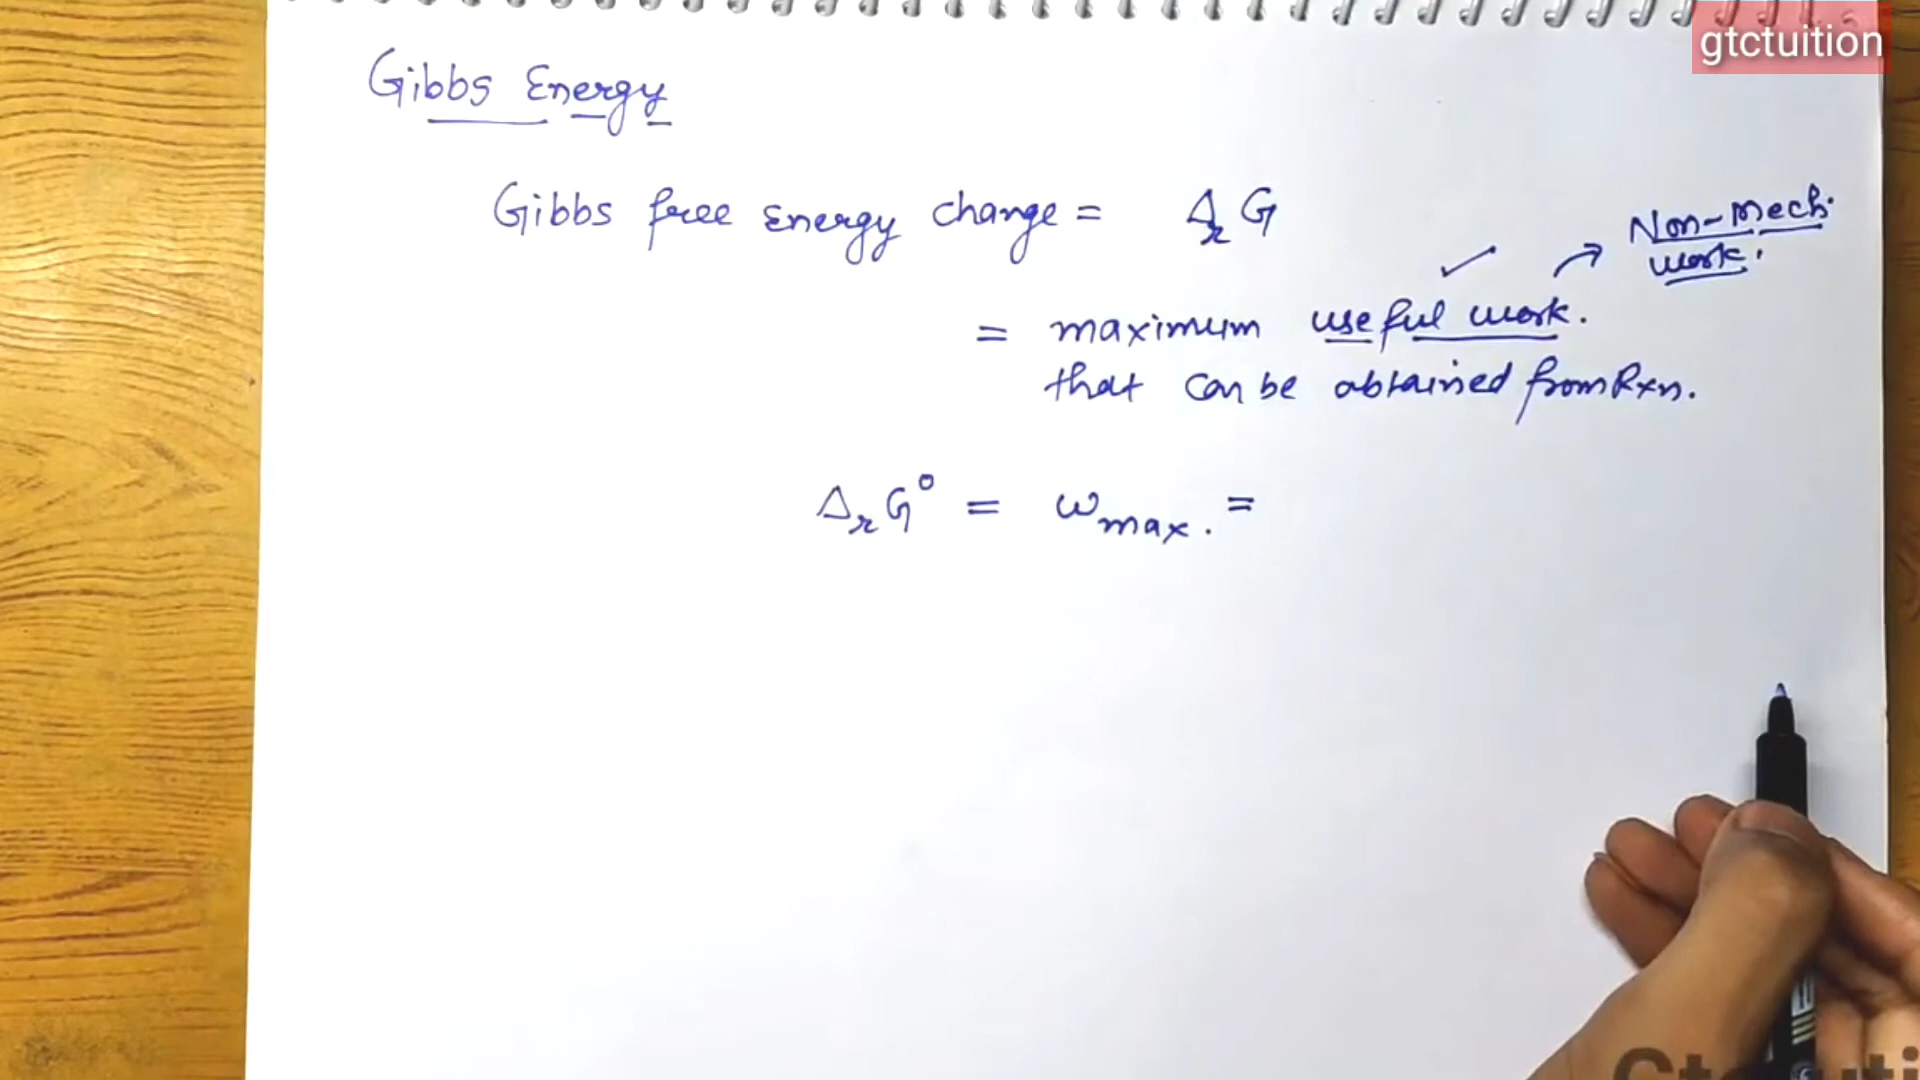 gtctuition
Gibbs Energy
Gibbs free Energy change = ΔrG
Non-mech.
work.
= maximum useful work.
that can be obtained from Rxn.
ΔrG° = wmax. =